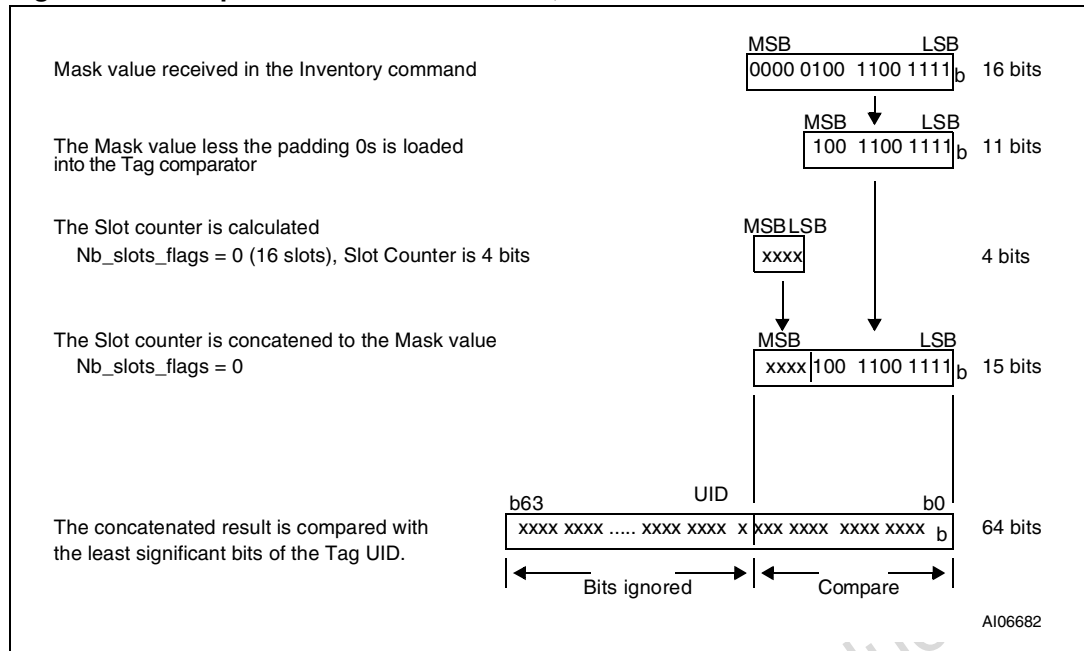 MSB LSB
Mask value received in the Inventory command 0000 0100 1100 1111 b 16 bits
MSB LSB
The Mask value less the padding 0s is loaded
into the Tag comparator
100 1100 1111 b 11 bits
The Slot counter is calculated
MSB LSB
Nb_slots_flags = 0 (16 slots), Slot Counter is 4 bits xxxx 4 bits
The Slot counter is concatened to the Mask value
MSB LSB
Nb_slots_flags = 0 xxxx 100 1100 1111 b 15 bits
b63 UID b0
The concatenated result is compared with
the least significant bits of the Tag UID.
xxxx xxxx ..... xxxx xxxx x xxx xxxx xxxx xxxx b 64 bits
Bits ignored Compare
AI06682